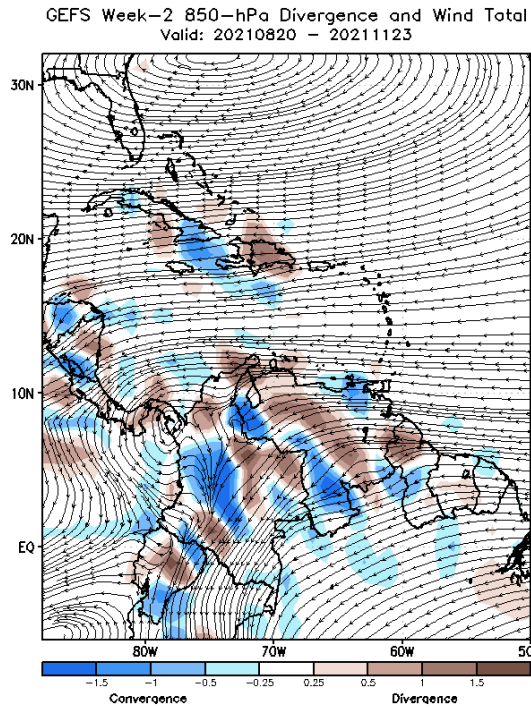 GEFS Week-2 850-hPa Divergence and Wind Total
Valid: 20210820 - 20211123
30N
20N
10N
EQ
80W 70W 60W 50
-1.5 -1 -0.5 -0.25 0.25 0.5 1 1.5
Convergence Divergence